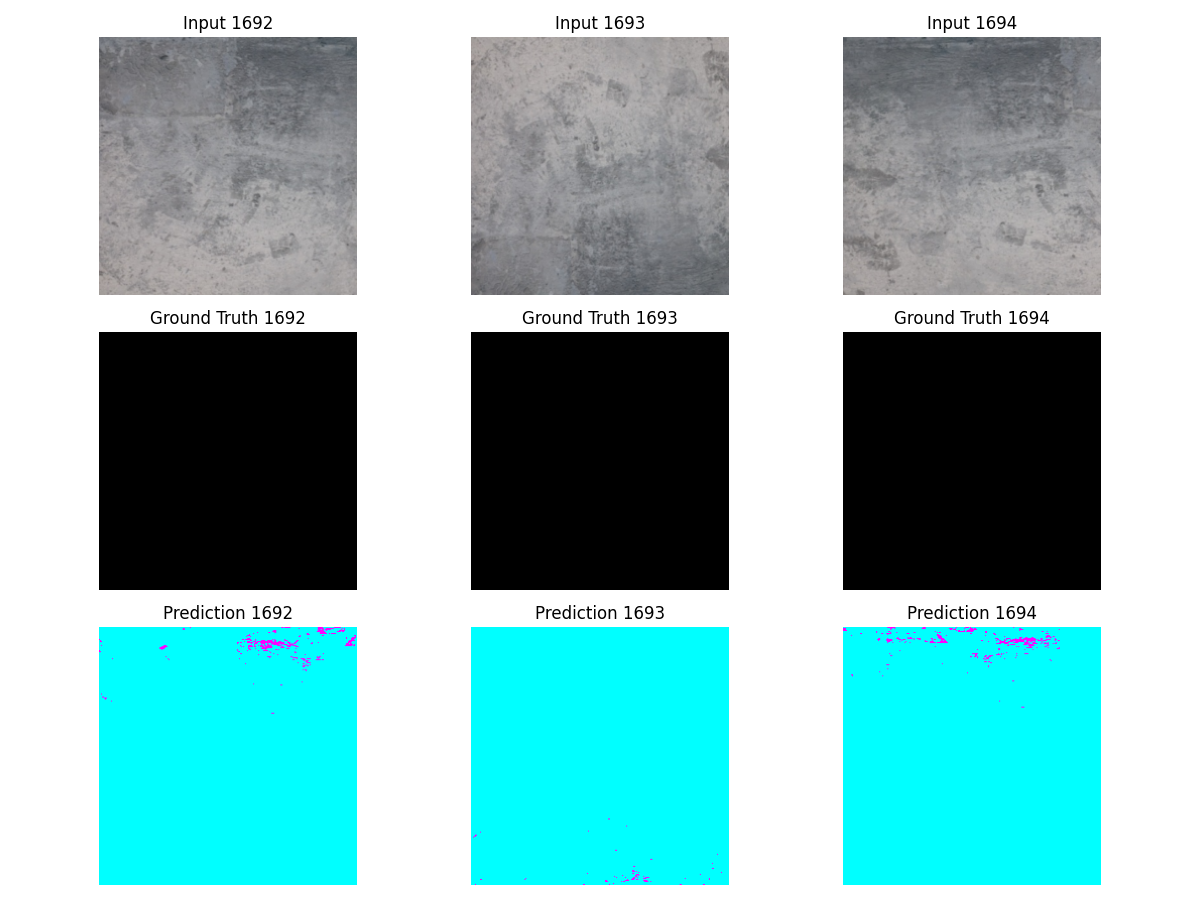 Input 1692
Input 1693
Input 1694
Ground Truth 1692
Ground Truth 1693
Ground Truth 1694
Prediction 1692
Prediction 1693
Prediction 1694